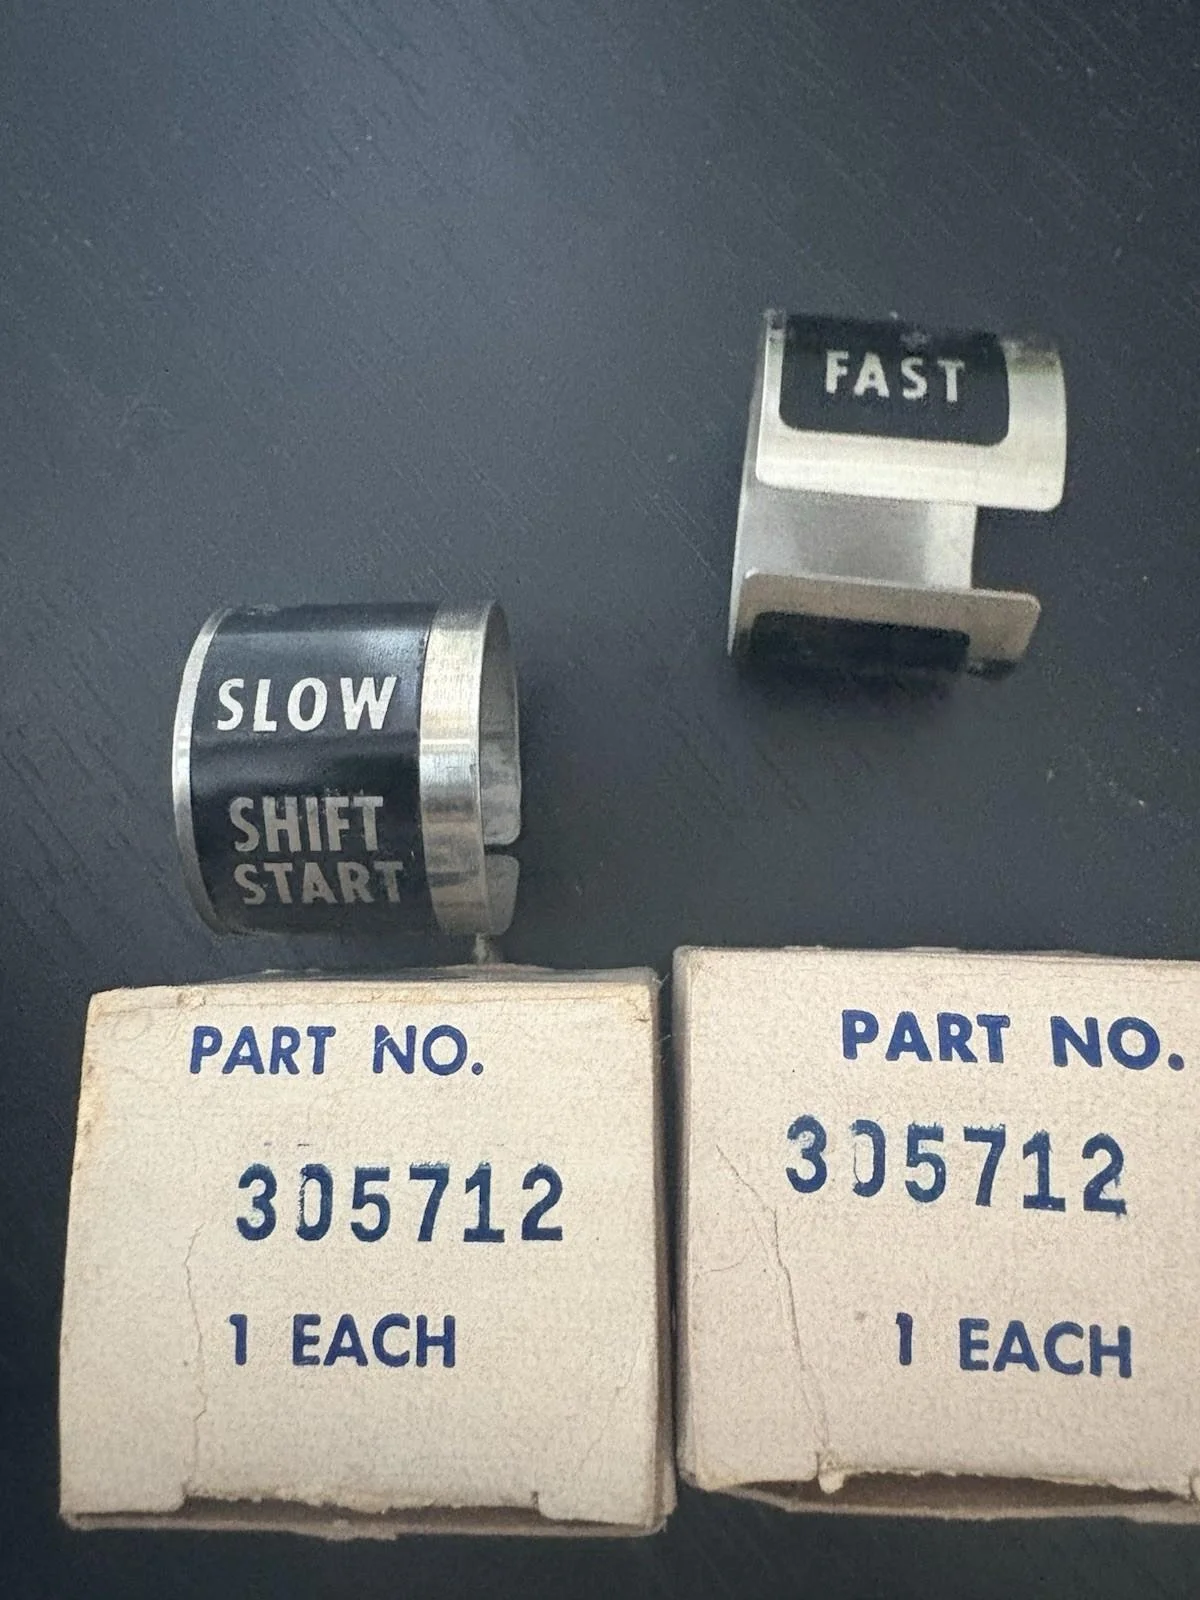 FAST
SLOW
SHIFT
START
PART NO.
305712
1 EACH
PART NO.
305712
1 EACH